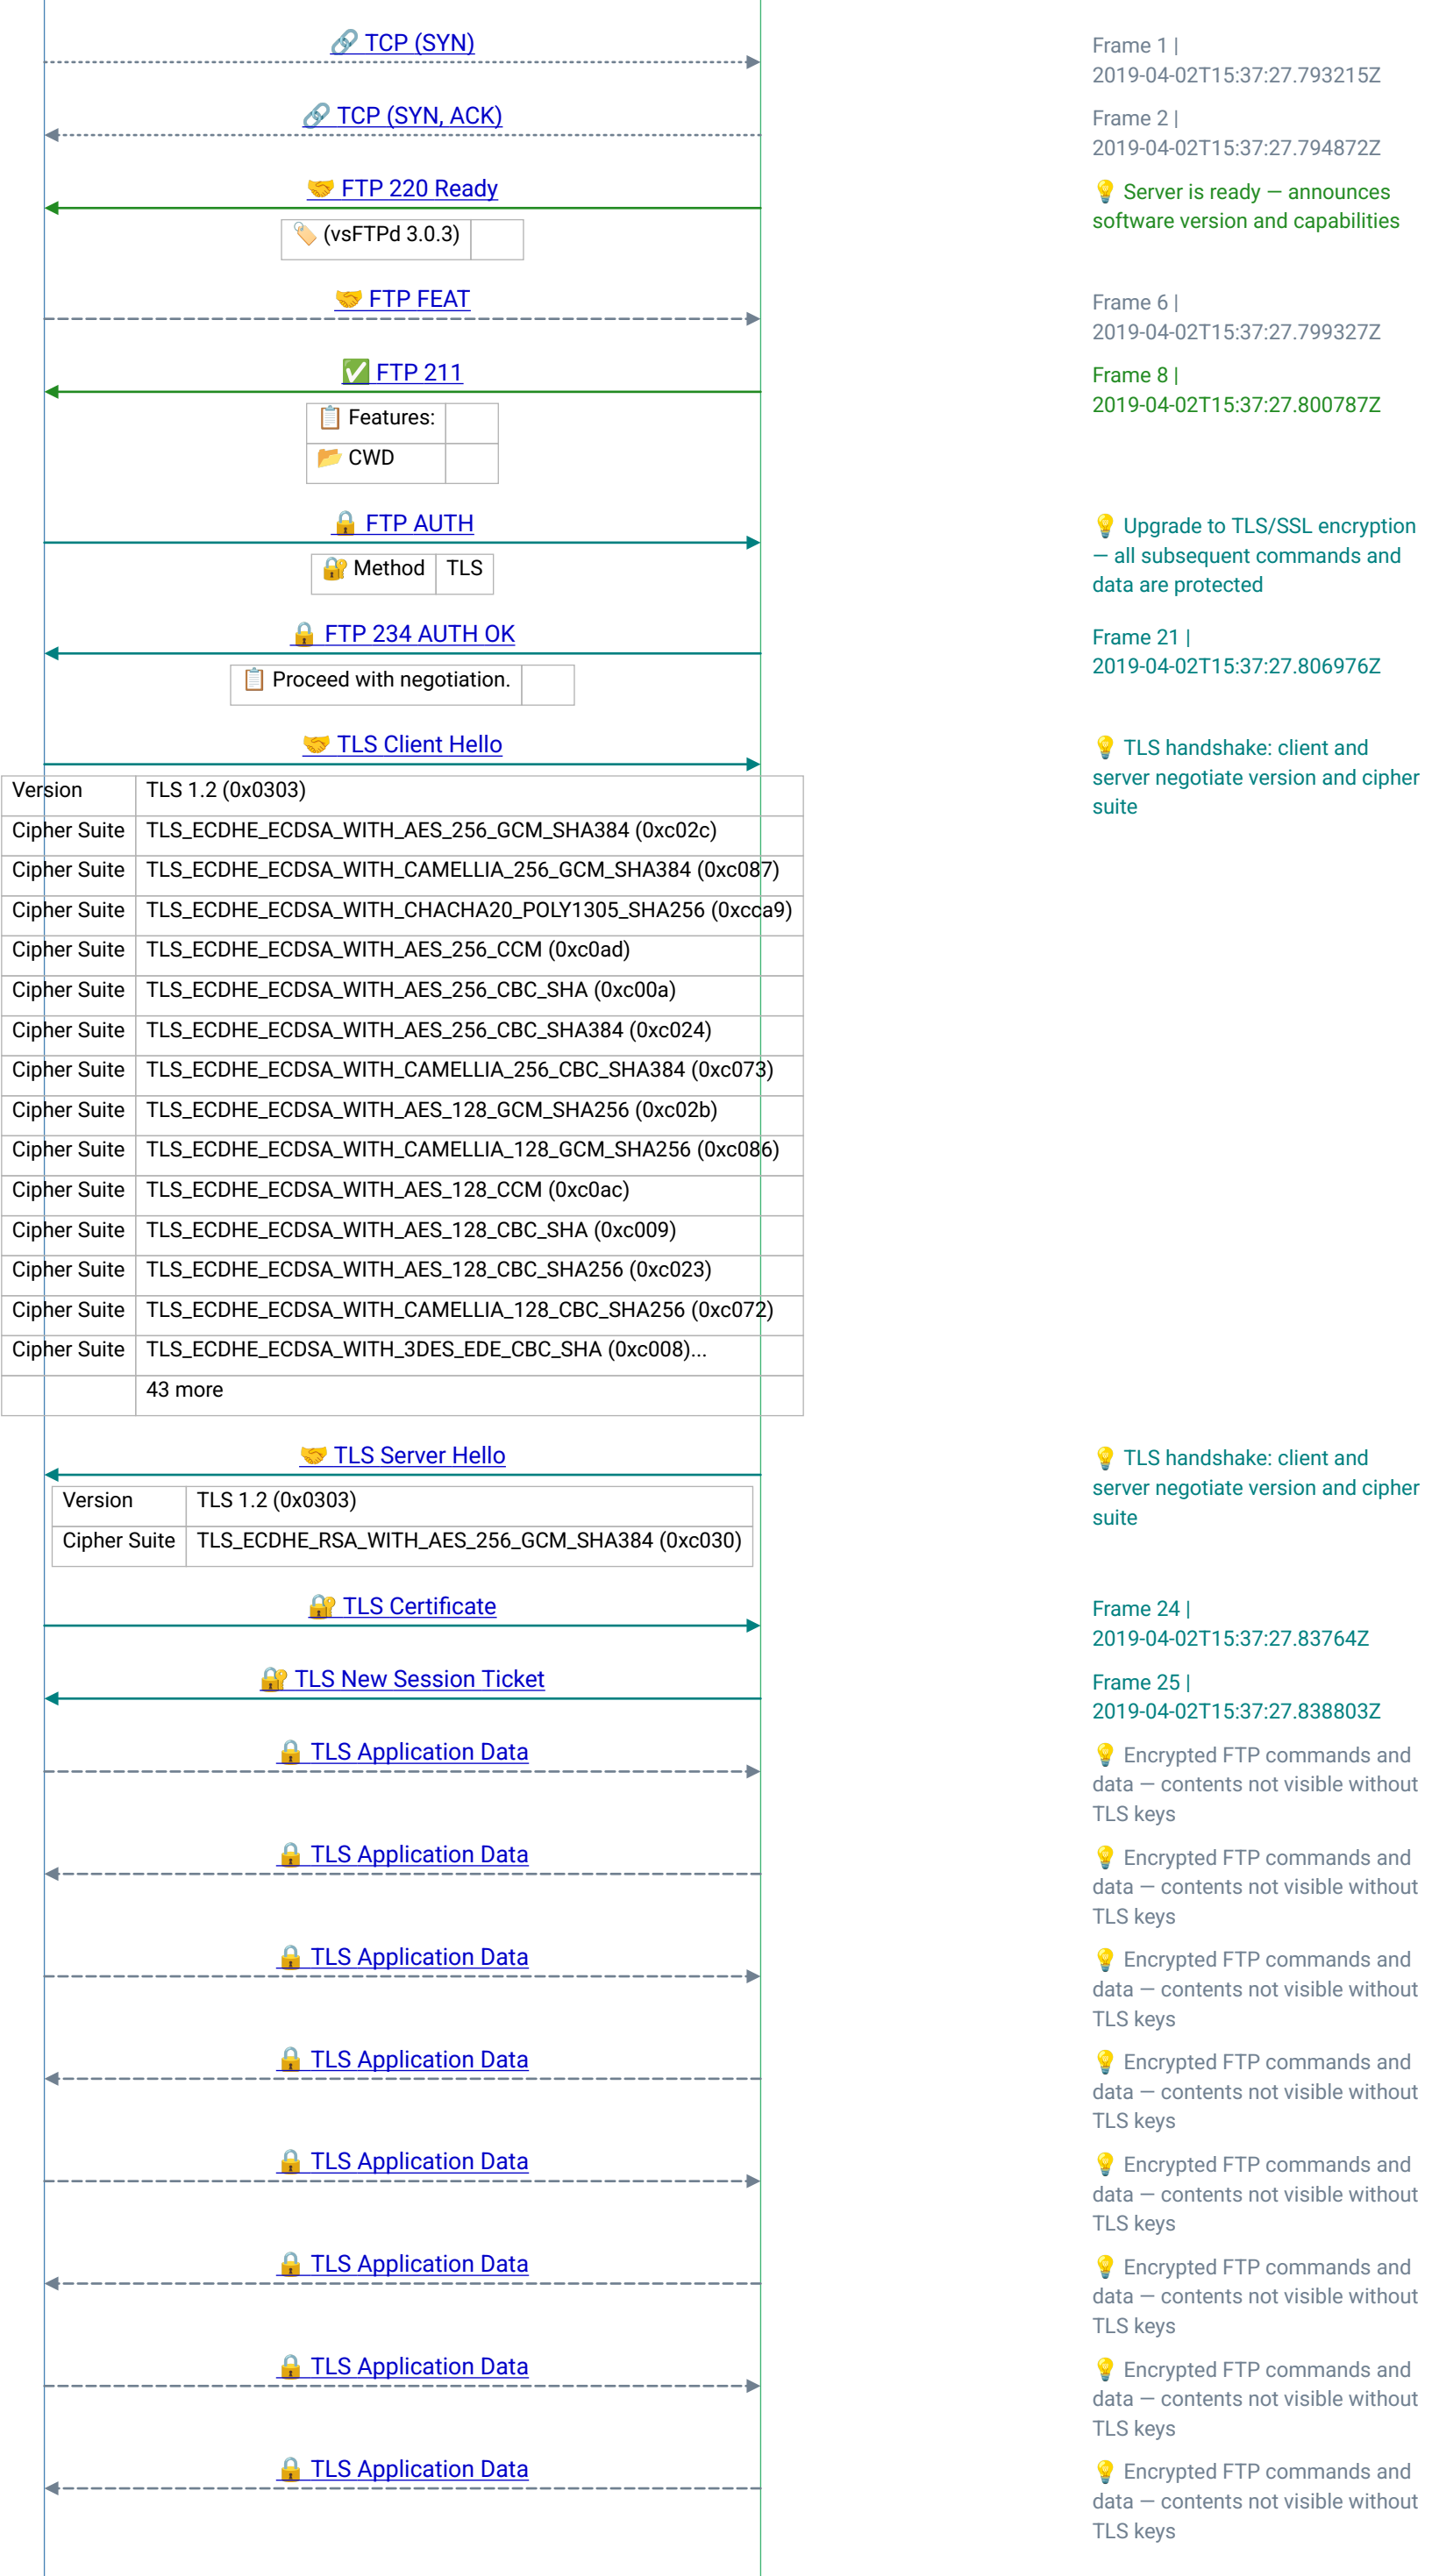 🔗 TCP (SYN)
Frame 1 |
2019-04-02T15:37:27.793215Z
🔗 TCP (SYN, ACK)
Frame 2 |
2019-04-02T15:37:27.794872Z
🤝 FTP 220 Ready
🏷️ (vsFTPd 3.0.3)
💡 Server is ready — announces
software version and capabilities
🤝 FTP FEAT
Frame 6 |
2019-04-02T15:37:27.799327Z
✅ FTP 211
📋 Features:
📂 CWD
Frame 8 |
2019-04-02T15:37:27.800787Z
🔒 FTP AUTH
🔐 Method TLS
💡 Upgrade to TLS/SSL encryption
— all subsequent commands and
data are protected
🔒 FTP 234 AUTH OK
📋 Proceed with negotiation.
Frame 21 |
2019-04-02T15:37:27.806976Z
🤝 TLS Client Hello
💡 TLS handshake: client and
server negotiate version and cipher
suite
Version TLS 1.2 (0x0303)
Cipher Suite TLS_ECDHE_ECDSA_WITH_AES_256_GCM_SHA384 (0xc02c)
Cipher Suite TLS_ECDHE_ECDSA_WITH_CAMELLIA_256_GCM_SHA384 (0xc087)
Cipher Suite TLS_ECDHE_ECDSA_WITH_CHACHA20_POLY1305_SHA256 (0xcca9)
Cipher Suite TLS_ECDHE_ECDSA_WITH_AES_256_CCM (0xc0ad)
Cipher Suite TLS_ECDHE_ECDSA_WITH_AES_256_CBC_SHA (0xc00a)
Cipher Suite TLS_ECDHE_ECDSA_WITH_AES_256_CBC_SHA384 (0xc024)
Cipher Suite TLS_ECDHE_ECDSA_WITH_CAMELLIA_256_CBC_SHA384 (0xc073)
Cipher Suite TLS_ECDHE_ECDSA_WITH_AES_128_GCM_SHA256 (0xc02b)
Cipher Suite TLS_ECDHE_ECDSA_WITH_CAMELLIA_128_GCM_SHA256 (0xc086)
Cipher Suite TLS_ECDHE_ECDSA_WITH_AES_128_CCM (0xc0ac)
Cipher Suite TLS_ECDHE_ECDSA_WITH_AES_128_CBC_SHA (0xc009)
Cipher Suite TLS_ECDHE_ECDSA_WITH_AES_128_CBC_SHA256 (0xc023)
Cipher Suite TLS_ECDHE_ECDSA_WITH_CAMELLIA_128_CBC_SHA256 (0xc072)
Cipher Suite TLS_ECDHE_ECDSA_WITH_3DES_EDE_CBC_SHA (0xc008)...
43 more
🤝 TLS Server Hello
💡 TLS handshake: client and
server negotiate version and cipher
suite
Version TLS 1.2 (0x0303)
Cipher Suite TLS_ECDHE_RSA_WITH_AES_256_GCM_SHA384 (0xc030)
🔐 TLS Certificate
Frame 24 |
2019-04-02T15:37:27.83764Z
🔐 TLS New Session Ticket
Frame 25 |
2019-04-02T15:37:27.838803Z
🔒 TLS Application Data
💡 Encrypted FTP commands and
data — contents not visible without
TLS keys
🔒 TLS Application Data
💡 Encrypted FTP commands and
data — contents not visible without
TLS keys
🔒 TLS Application Data
💡 Encrypted FTP commands and
data — contents not visible without
TLS keys
🔒 TLS Application Data
💡 Encrypted FTP commands and
data — contents not visible without
TLS keys
🔒 TLS Application Data
💡 Encrypted FTP commands and
data — contents not visible without
TLS keys
🔒 TLS Application Data
💡 Encrypted FTP commands and
data — contents not visible without
TLS keys
🔒 TLS Application Data
💡 Encrypted FTP commands and
data — contents not visible without
TLS keys
🔒 TLS Application Data
💡 Encrypted FTP commands and
data — contents not visible without
TLS keys